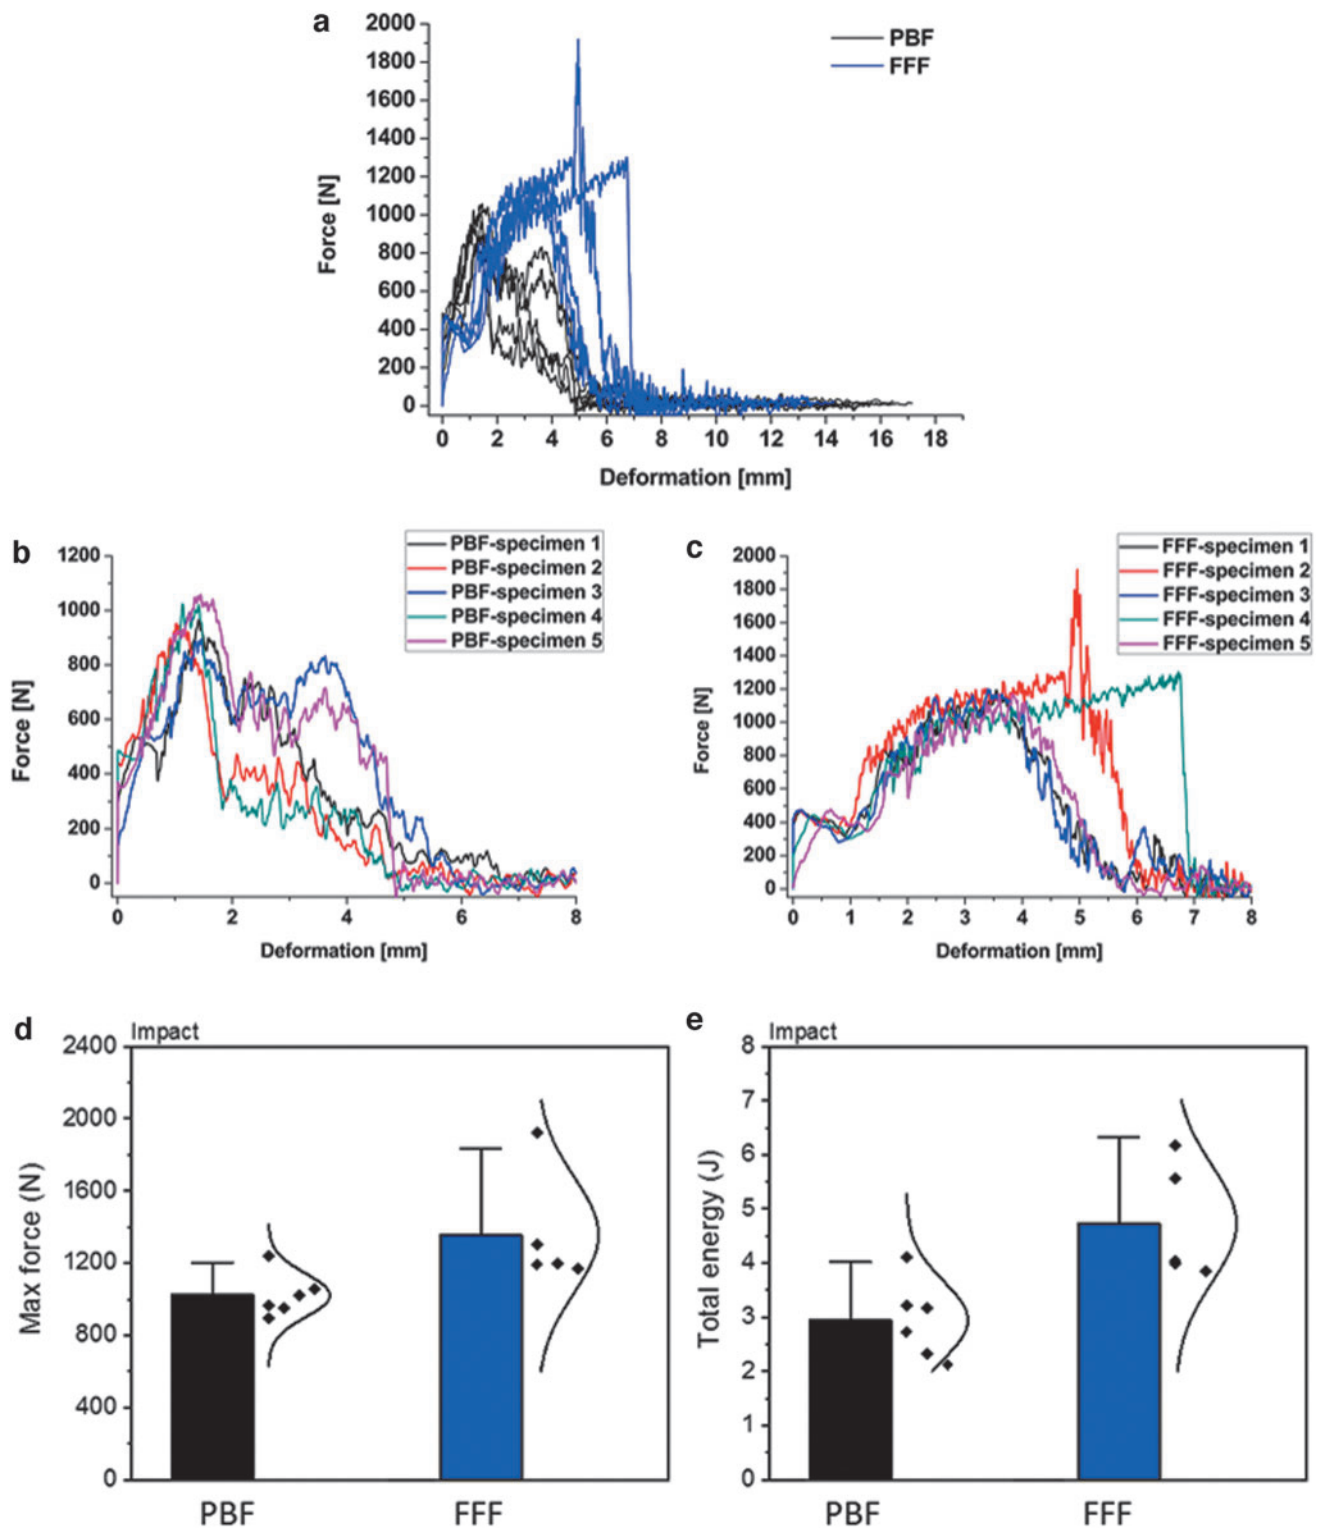 a
2000
1800
1600
1400
1200
1000
800
600
400
200
0
Force [N]
PBF
FFF
0 2 4 6 8 10 12 14 16 18
Deformation [mm]
b
1200
1000
800
600
400
200
0
Force [N]
PBF-specimen 1
PBF-specimen 2
PBF-specimen 3
PBF-specimen 4
PBF-specimen 5
0 2 4 6 8
Deformation [mm]
c
2000
1800
1600
1400
1200
1000
800
600
400
200
0
Force [N]
FFF-specimen 1
FFF-specimen 2
FFF-specimen 3
FFF-specimen 4
FFF-specimen 5
0 1 2 3 4 5 6 7 8
Deformation [mm]
d
Impact
2400
2000
1600
1200
800
400
0
Max force (N)
PBF FFF
e
Impact
8
7
6
5
4
3
2
1
0
Total energy (J)
PBF FFF